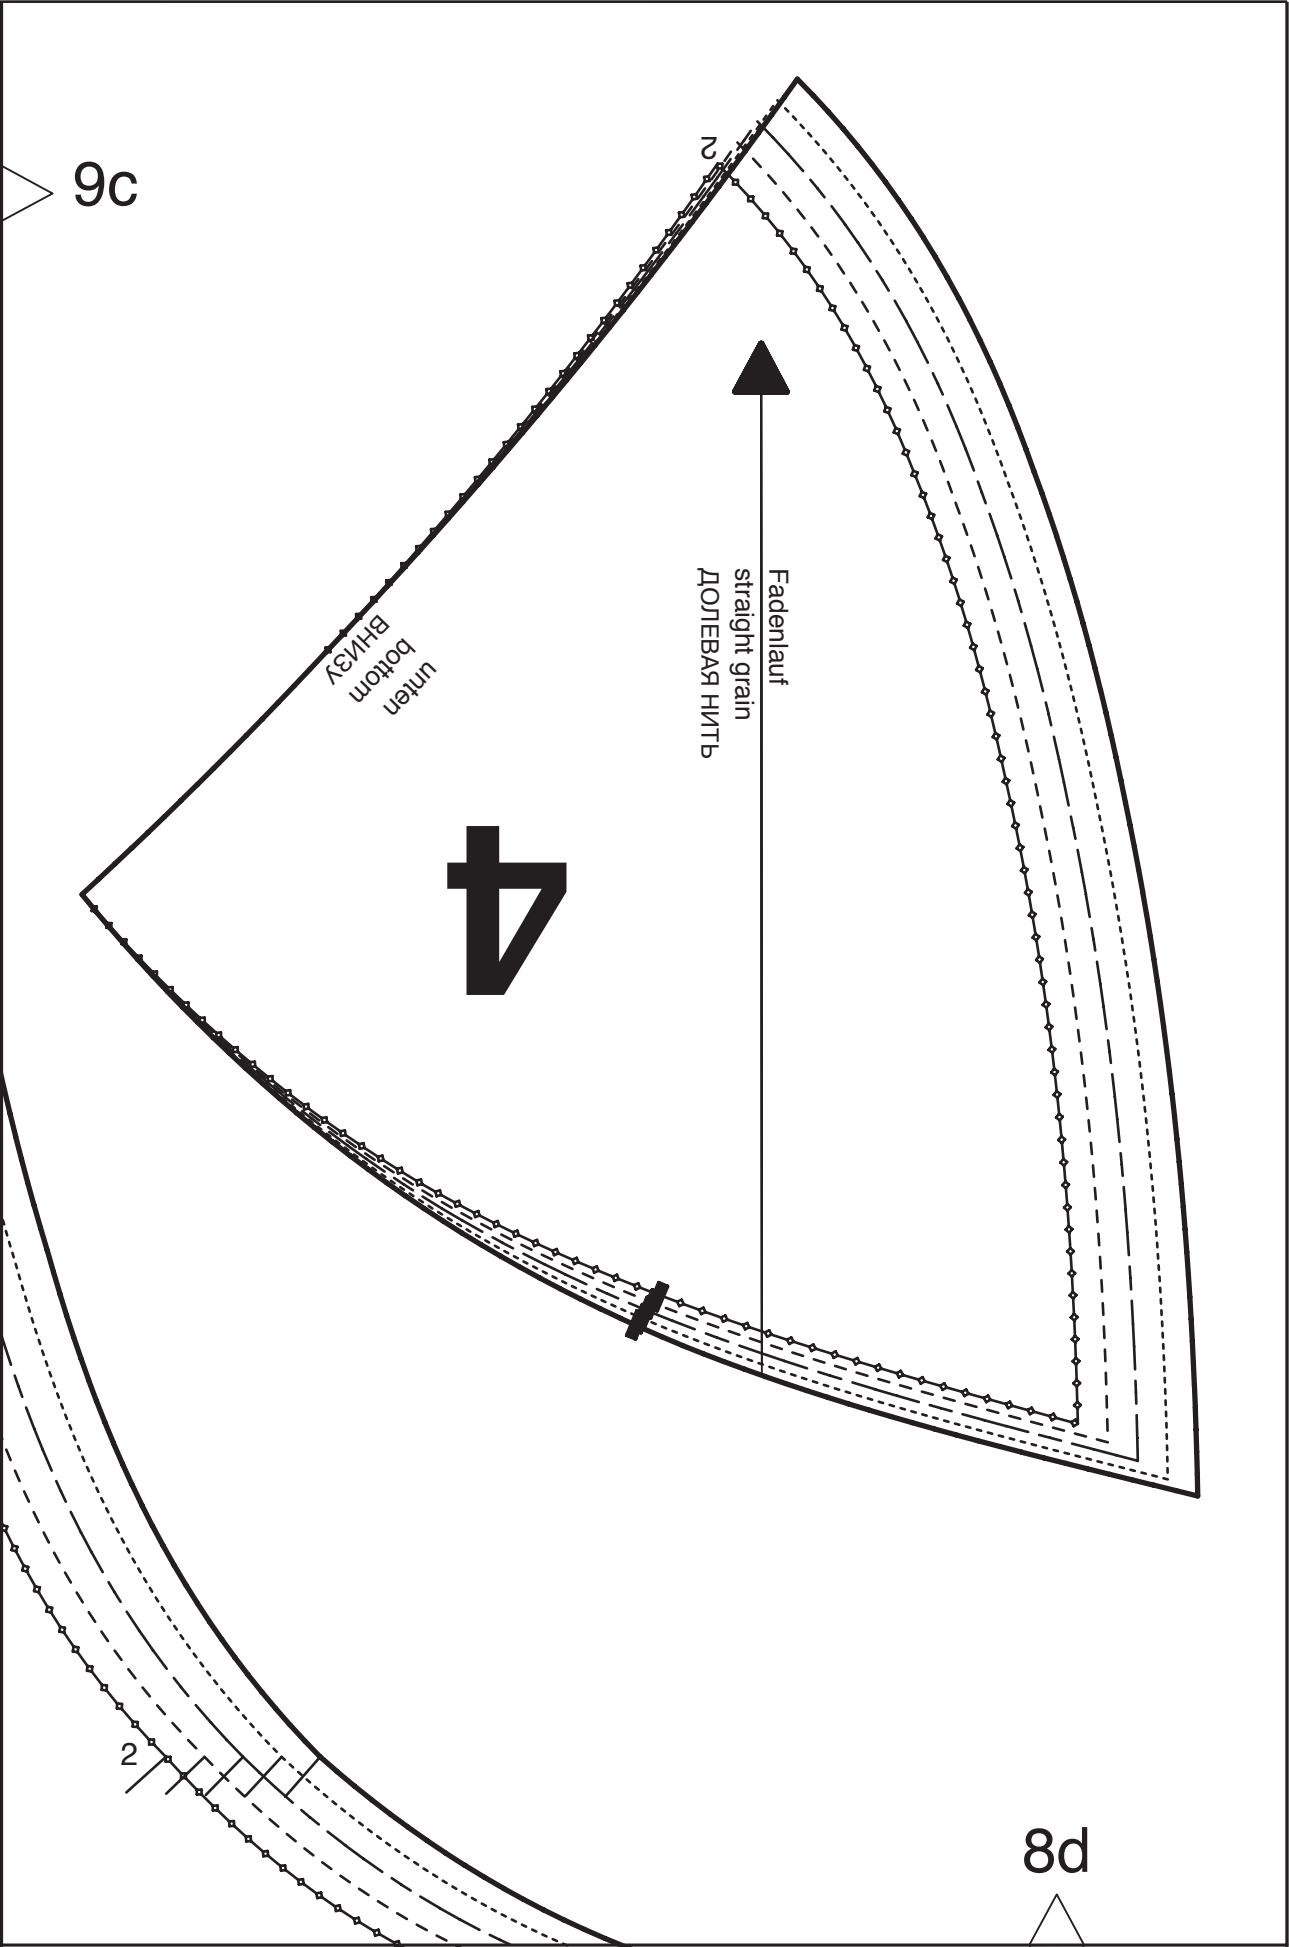 9c
2
Fadenlauf
straight grain
ДОЛЕВАЯ НИТЬ
unten
bottom
ВНИЗУ
4
2
8d